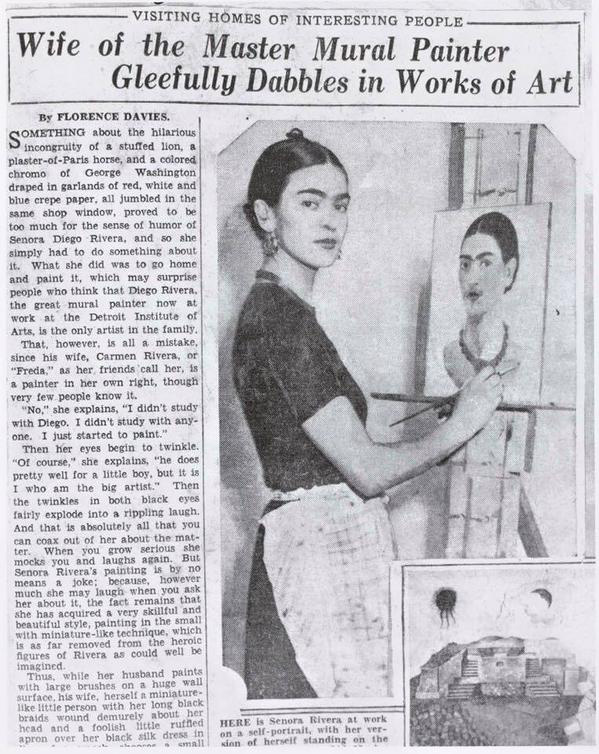 VISITING HOMES OF INTERESTING PEOPLE
Wife of the Master Mural Painter
Gleefully Dabbles in Works of Art
By FLORENCE DAVIES.
SOMETHING about the hilarious
incongruity of a stuffed lion, a
plaster-of-Paris horse, and a colored
chromo of George Washington
draped in garlands of red, white and
blue crepe paper, all jumbled in the
same shop window, proved to be
too much for the sense of humor of
Senora Diego Rivera, and so she
simply had to do something about
it. What she did was to go home
and paint it, which may surprise
people who think that Diego Rivera,
the great mural painter now at
work at the Detroit Institute of
Arts, is the only artist in the family.
That, however, is all a mistake,
since his wife, Carmen Rivera, or
"Freda," as her friends call her, is
a painter in her own right, though
very few people know it.
"No," she explains, "I didn't study
with Diego. I didn't study with any-
one. I just started to paint."
Then her eyes begin to twinkle.
"Of course," she explains, "he does
pretty well for a little boy, but it is
I who am the big artist." Then
the twinkles in both black eyes
fairly explode into a rippling laugh.
And that is absolutely all that you
can coax out of her about the mat-
ter. When you grow serious she
mocks you and laughs again. But
Senora Rivera's painting is by no
means a joke; because, however
much she may laugh when you ask
her about it, the fact remains that
she has acquired a very skillful and
beautiful style, painting in the small
with miniature-like technique, which
is as far removed from the heroic
figures of Rivera as could well be
imagined.
Thus, while her husband paints
with large brushes on a huge wall
surface, his wife, herself a miniature-
like little person with her long black
braids wound demurely about her
head and a foolish little ruffled
apron over her black silk dress in
a small
HERE is Senora Rivera at work
on a self-portrait, with her ver-
sion of herself standing on the